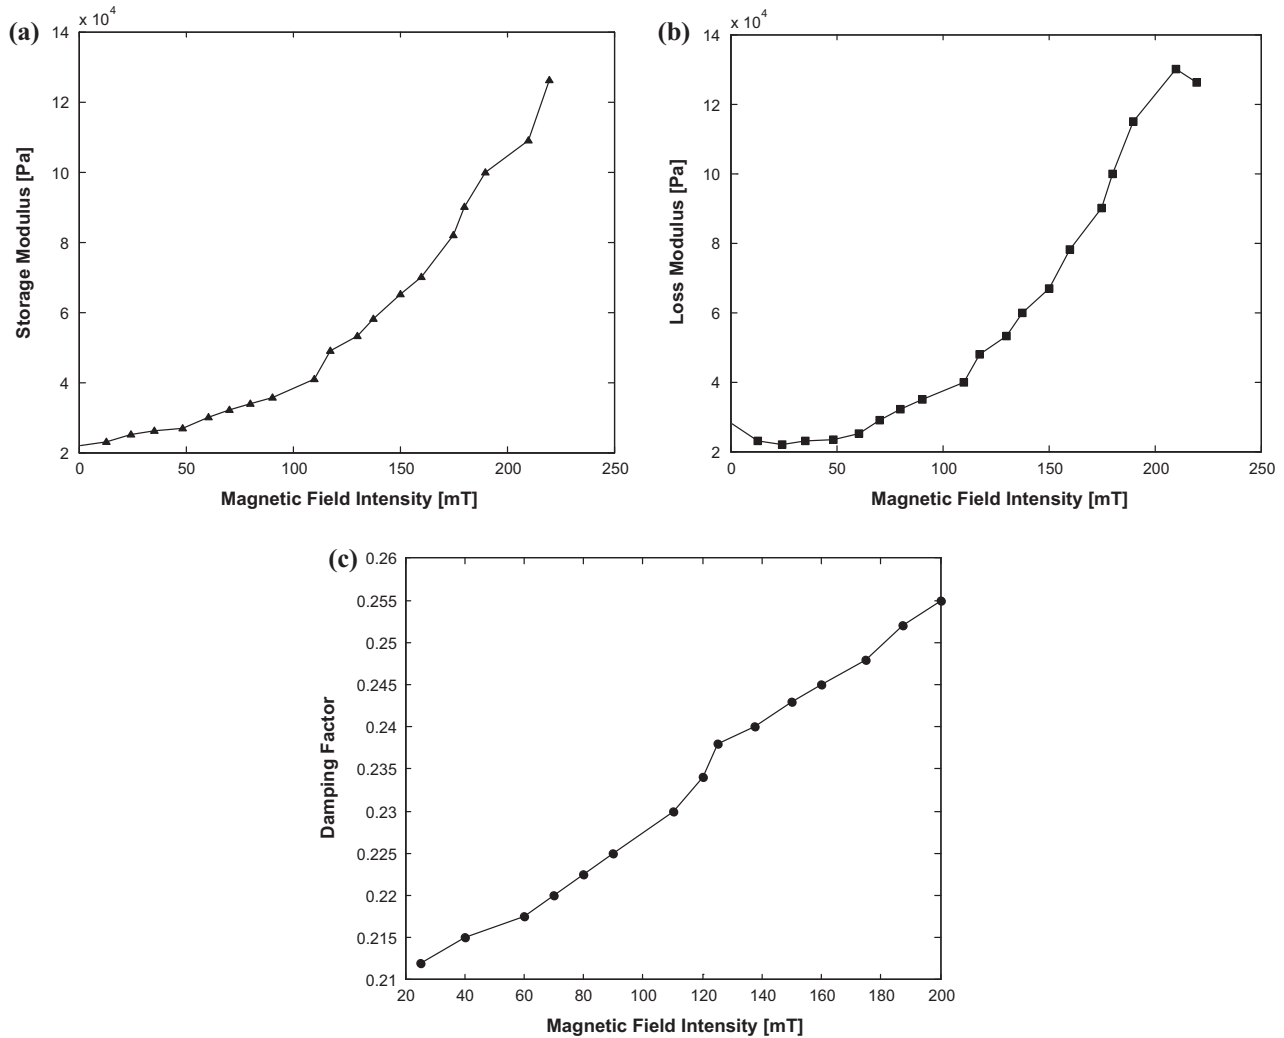 (a)
x 10⁴
14
12
10
8
6
4
2
0 50 100 150 200 250
Storage Modulus [Pa]
Magnetic Field Intensity [mT]
(b)
x 10⁴
14
12
10
8
6
4
2
0 50 100 150 200 250
Loss Modulus [Pa]
Magnetic Field Intensity [mT]
(c)
0.26
0.255
0.25
0.245
0.24
0.235
0.23
0.225
0.22
0.215
0.21
20 40 60 80 100 120 140 160 180 200
Damping Factor
Magnetic Field Intensity [mT]